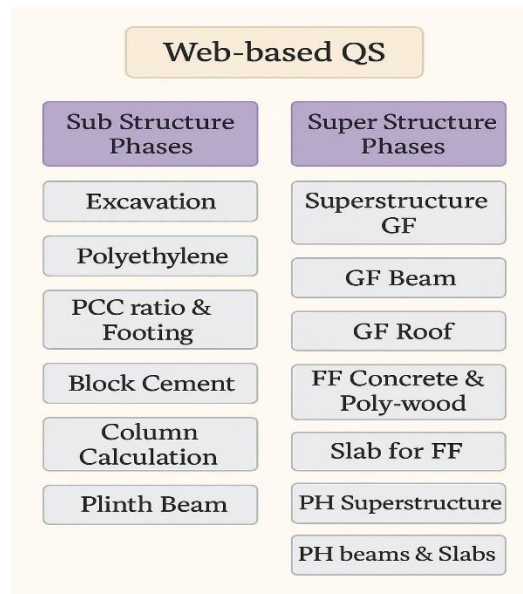 Web-based QS
Sub Structure
Phases
Excavation
Polyethylene
PCC ratio &
Footing
Block Cement
Column
Calculation
Plinth Beam
Super Structure
Phases
Superstructure
GF
GF Beam
GF Roof
FF Concrete &
Poly-wood
Slab for FF
PH Superstructure
PH beams & Slabs